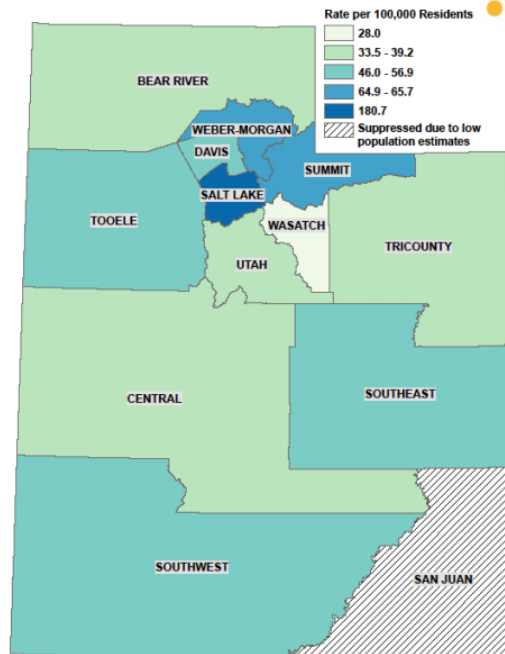 Rate per 100,000 Residents
28.0
33.5 - 39.2
46.0 - 56.9
64.9 - 65.7
180.7
Suppressed due to low
population estimates
BEAR RIVER
WEBER-MORGAN
DAVIS
SUMMIT
SALT LAKE
TOOELE
WASATCH
TRICOUNTY
UTAH
CENTRAL
SOUTHEAST
SOUTHWEST
SAN JUAN